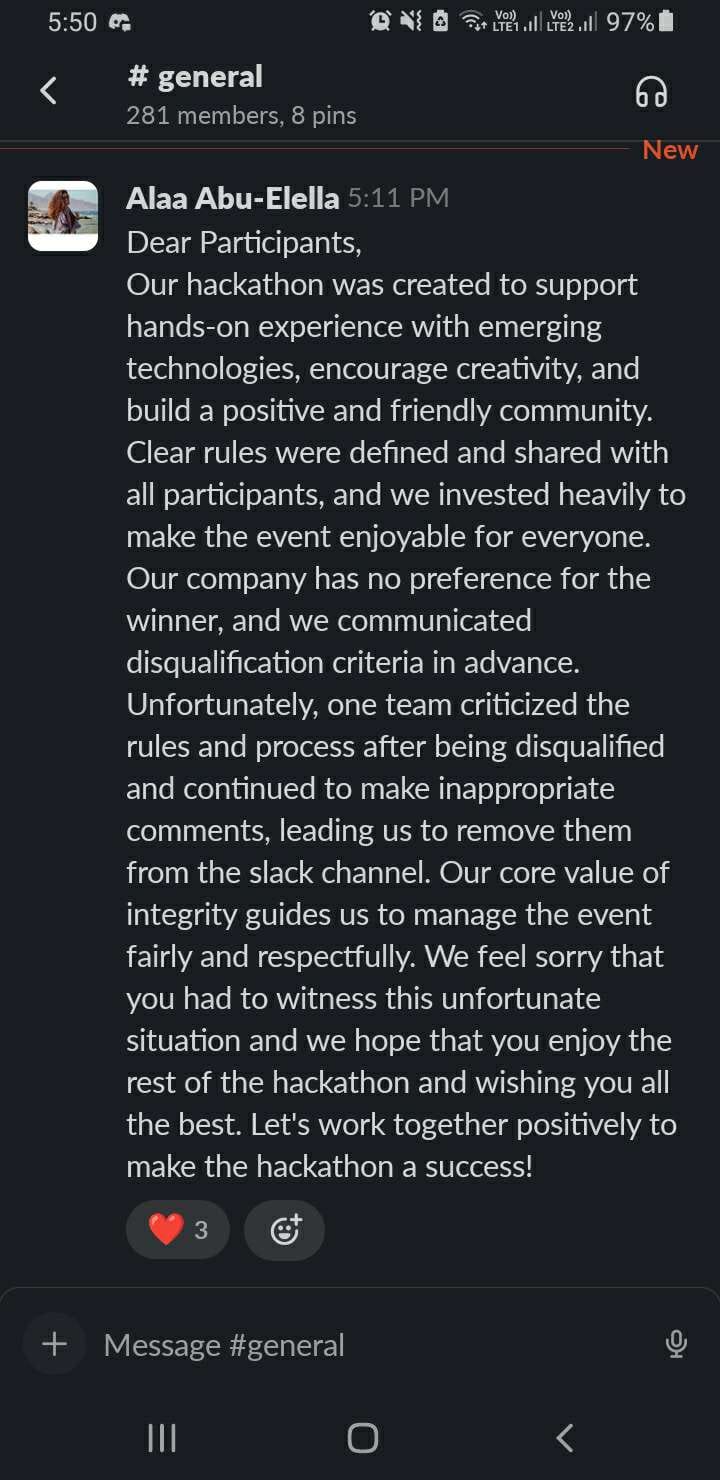 5:50
Vo)) LTE1 Vo)) LTE2 97%
# general
281 members, 8 pins
New
Alaa Abu-Elella 5:11 PM
Dear Participants,
Our hackathon was created to support
hands-on experience with emerging
technologies, encourage creativity, and
build a positive and friendly community.
Clear rules were defined and shared with
all participants, and we invested heavily to
make the event enjoyable for everyone.
Our company has no preference for the
winner, and we communicated
disqualification criteria in advance.
Unfortunately, one team criticized the
rules and process after being disqualified
and continued to make inappropriate
comments, leading us to remove them
from the slack channel. Our core value of
integrity guides us to manage the event
fairly and respectfully. We feel sorry that
you had to witness this unfortunate
situation and we hope that you enjoy the
rest of the hackathon and wishing you all
the best. Let's work together positively to
make the hackathon a success!
3
Message #general